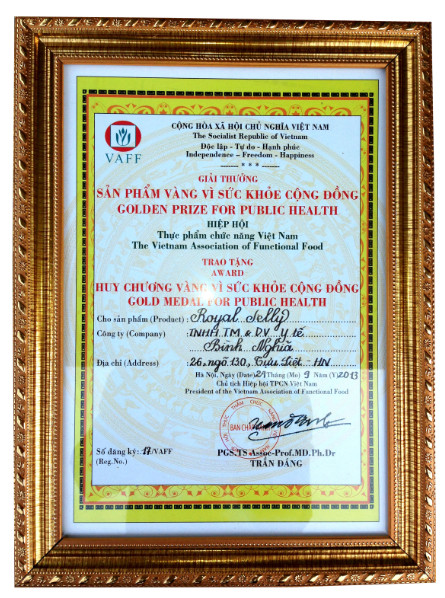 VAFF
CỘNG HÒA XÃ HỘI CHỦ NGHĨA VIỆT NAM
The Socialist Republic of Vietnam
Độc lập - Tự do - Hạnh phúc
Independence – Freedom – Happiness
***
GIẢI THƯỞNG
SẢN PHẨM VÀNG VÌ SỨC KHỎE CỘNG ĐỒNG
GOLDEN PRIZE FOR PUBLIC HEALTH
HIỆP HỘI
Thực phẩm chức năng Việt Nam
The Vietnam Association of Functional Food
TRAO TẶNG
AWARD
HUY CHƯƠNG VÀNG VÌ SỨC KHỎE CỘNG ĐỒNG
GOLD MEDAL FOR PUBLIC HEALTH
Cho sản phẩm (Product): Royal Jelly
Công ty (Company) TNHH TM & DV Y tế
Bình Nghĩa
Địa chỉ (Address) 26, ngõ 130, Cựu Liệt - HN
Hà Nội, Ngày (Date) 21 Tháng (Mo) 9 Năm (Y) 2013
Chủ tịch Hiệp hội TPCN Việt Nam
President of the Vietnam Association of Functional Food
BAN CHẤP HÀNH
Số đăng ký: 17/VAFF
(Reg.No.)
PGS.TS Assoc-Prof.MD.Ph.Dr
TRẦN ĐÁNG